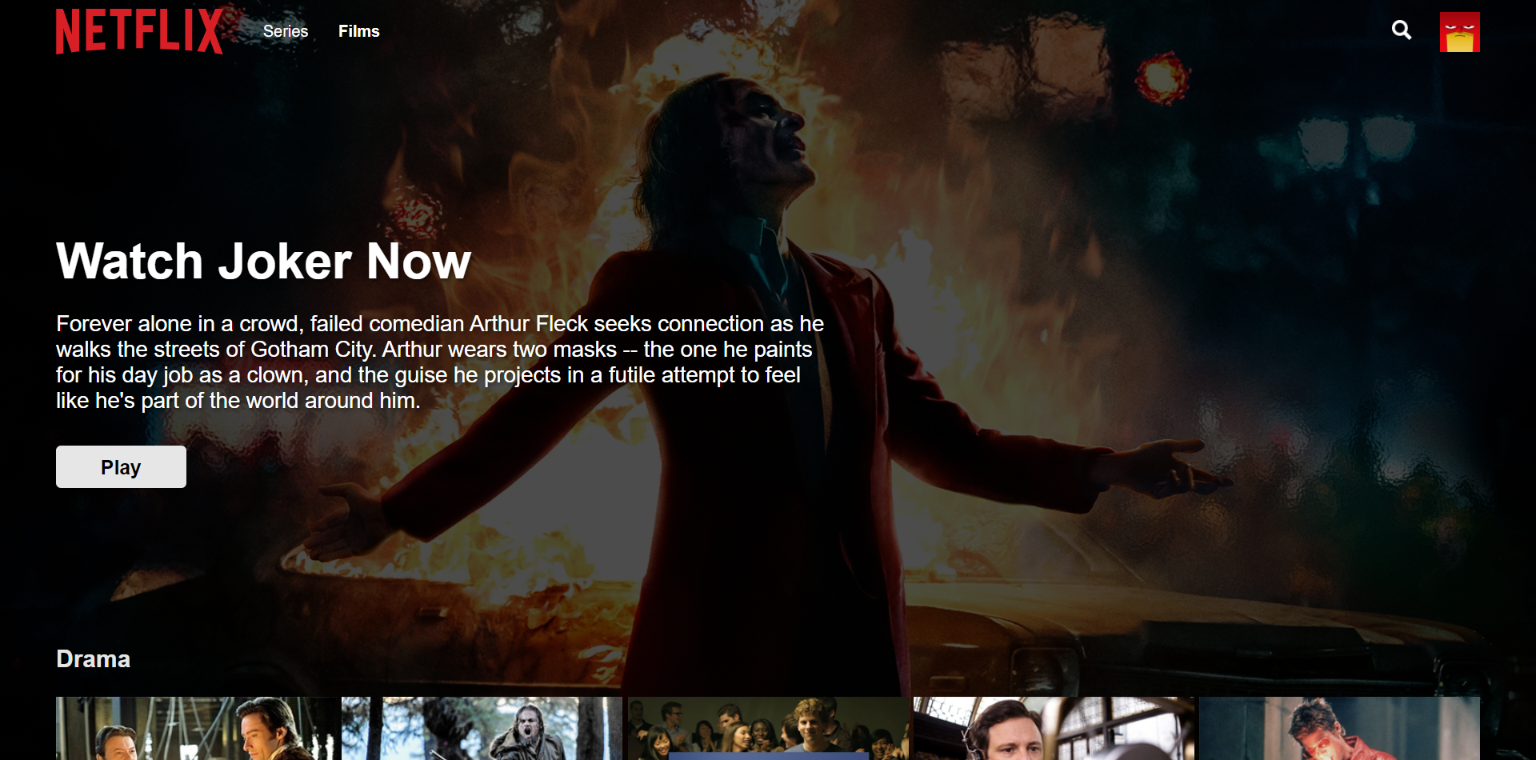 NETFLIX Series Films
Watch Joker Now
Forever alone in a crowd, failed comedian Arthur Fleck seeks connection as he
walks the streets of Gotham City. Arthur wears two masks -- the one he paints
for his day job as a clown, and the guise he projects in a futile attempt to feel
like he's part of the world around him.
Play
Drama